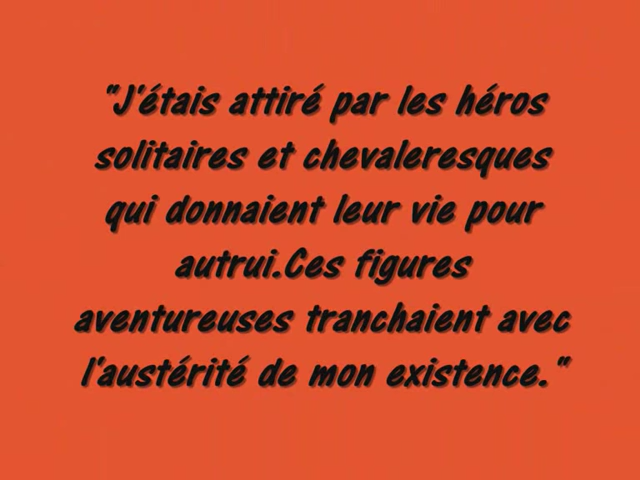 "J'étais attiré par les héros
solitaires et chevaleresques
qui donnaient leur vie pour
autrui.Ces figures
aventureuses tranchaient avec
l'austérité de mon existence."